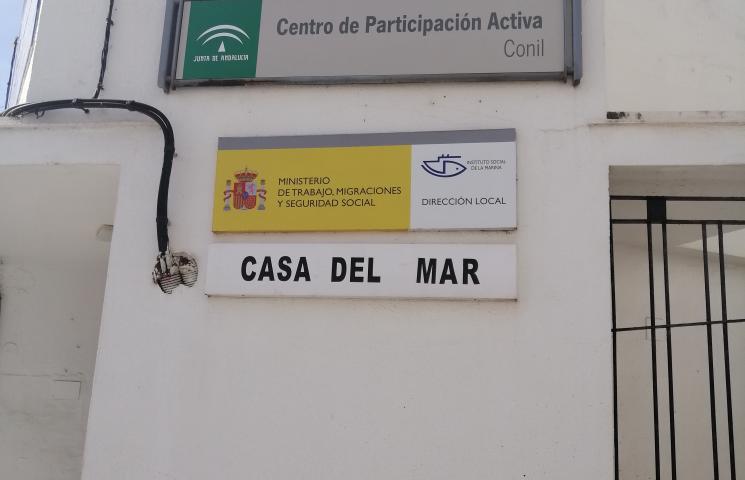 JUNTA DE ANDALUCIA
Centro de Participación Activa
Conil
MINISTERIO
DE TRABAJO, MIGRACIONES
Y SEGURIDAD SOCIAL
INSTITUTO SOCIAL
DE LA MARINA
DIRECCIÓN LOCAL
CASA DEL MAR